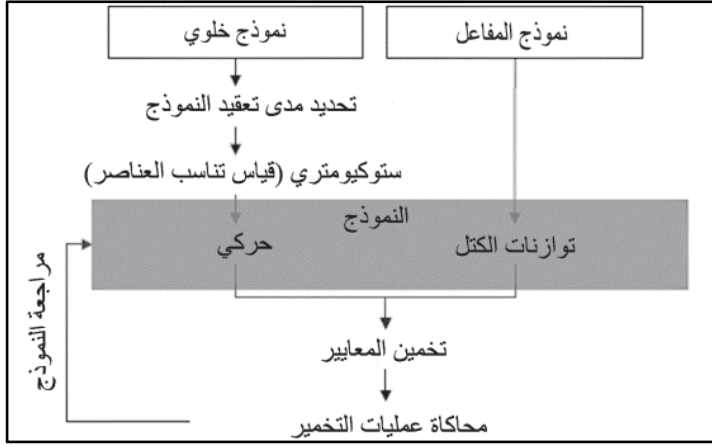 نموذج خلوي
نموذج المفاعل
تحديد مدى تعقيد النموذج
ستوكيومتري (قياس تناسب العناصر)
النموذج
حركي
توازنات الكتل
تخمين المعايير
محاكاة عمليات التخمير
مراجعة النموذج